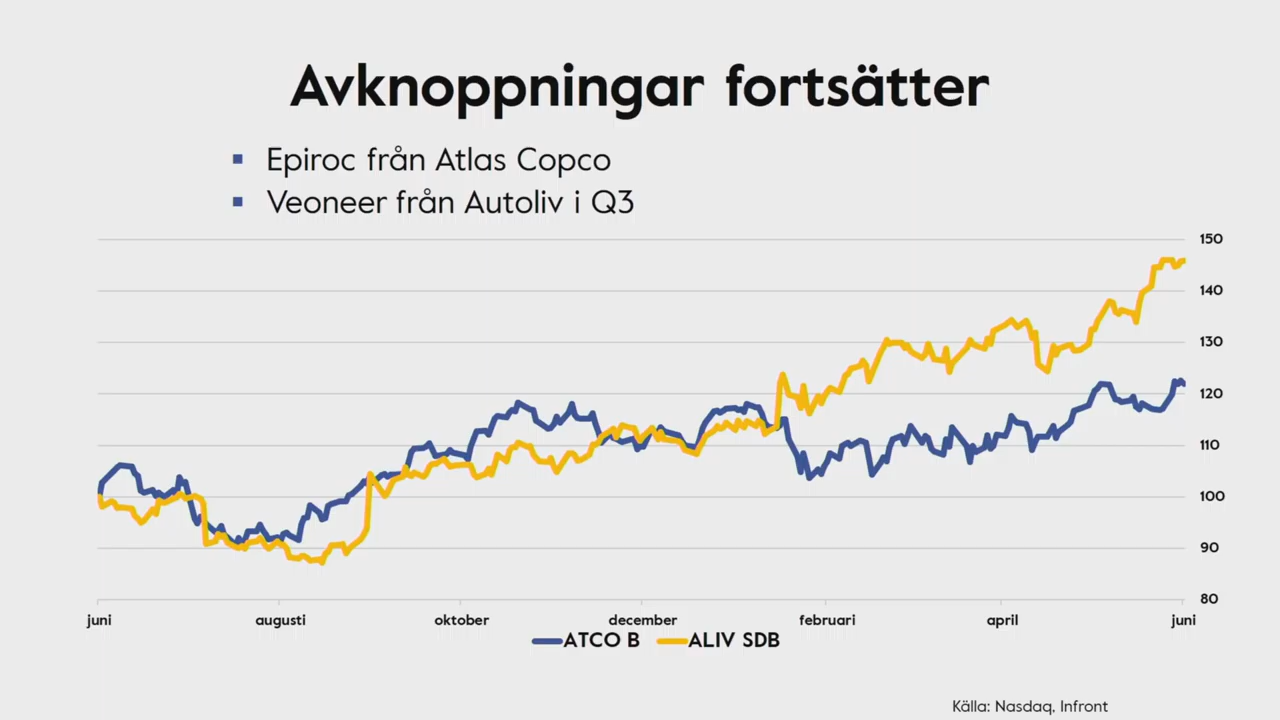 Avknoppningar fortsätter
▪ Epiroc från Atlas Copco
▪ Veoneer från Autoliv i Q3
150
140
130
120
110
100
90
80
juni augusti oktober december februari april juni
ATCO B ALIV SDB
Källa: Nasdaq, Infront